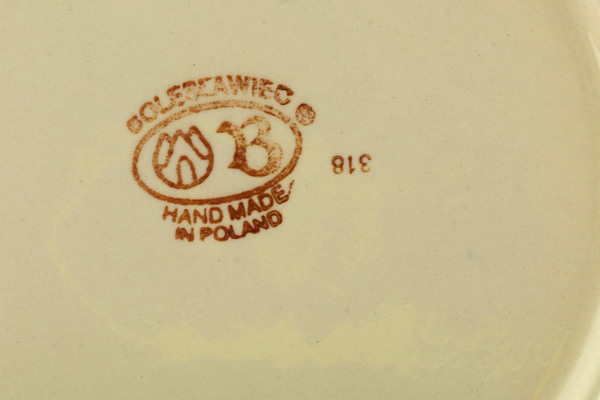 BOLESŁAWIEC ®
B
HAND MADE
IN POLAND
318